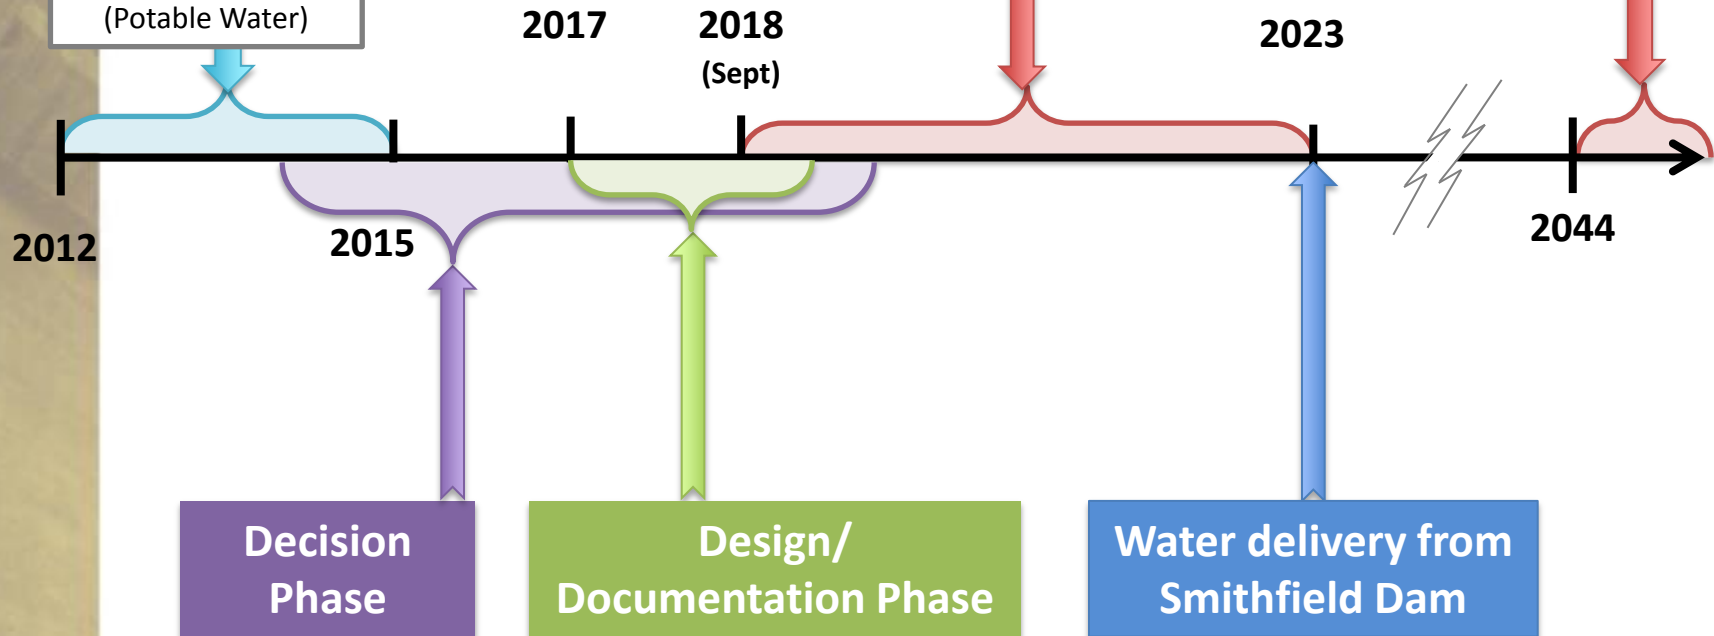 (Potable Water)
2017
2018
(Sept)
2023
2012
2015
2044
Decision
Phase
Design/
Documentation Phase
Water delivery from
Smithfield Dam